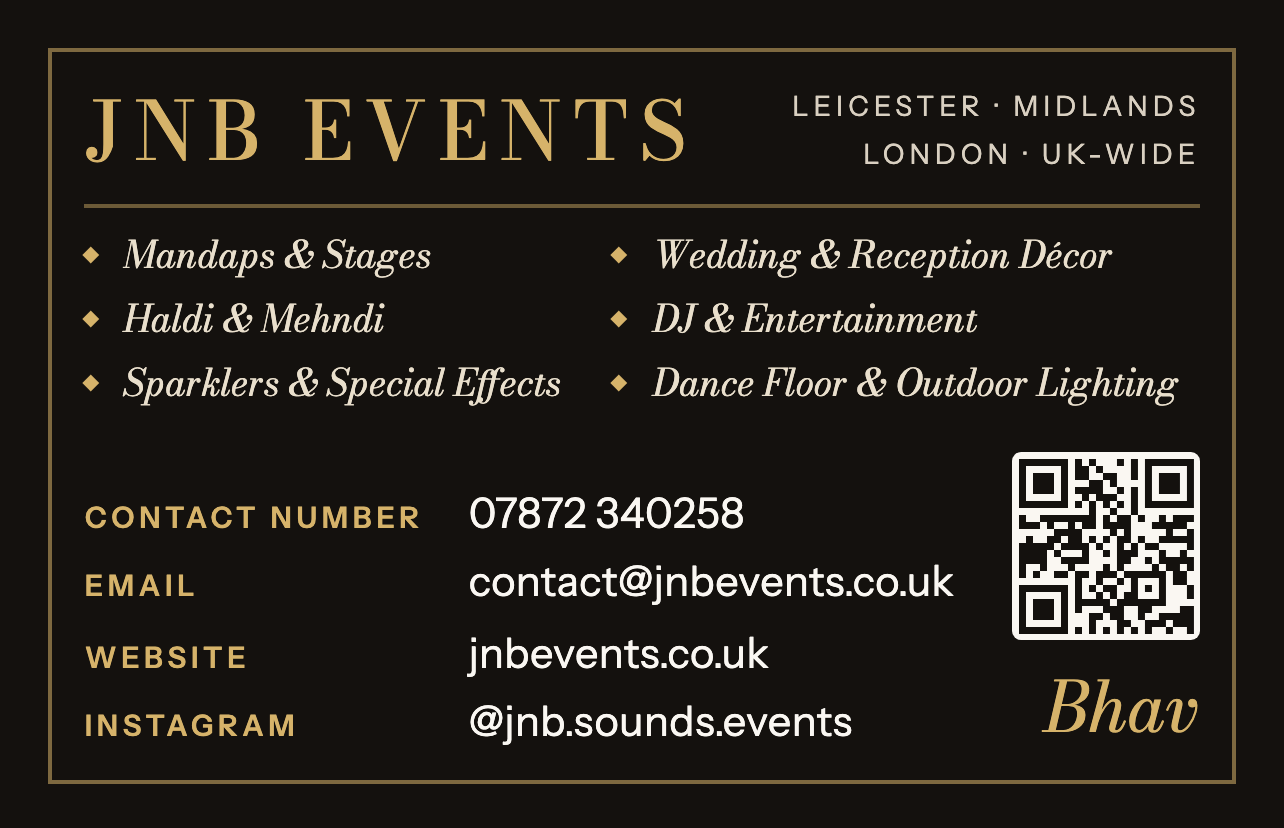 JNB EVENTS
LEICESTER · MIDLANDS
LONDON · UK-WIDE
Mandaps & Stages
Wedding & Reception Décor
Haldi & Mehndi
DJ & Entertainment
Sparklers & Special Effects
Dance Floor & Outdoor Lighting
CONTACT NUMBER 07872 340258
EMAIL contact@jnbevents.co.uk
WEBSITE jnbevents.co.uk
INSTAGRAM @jnb.sounds.events
Bhav